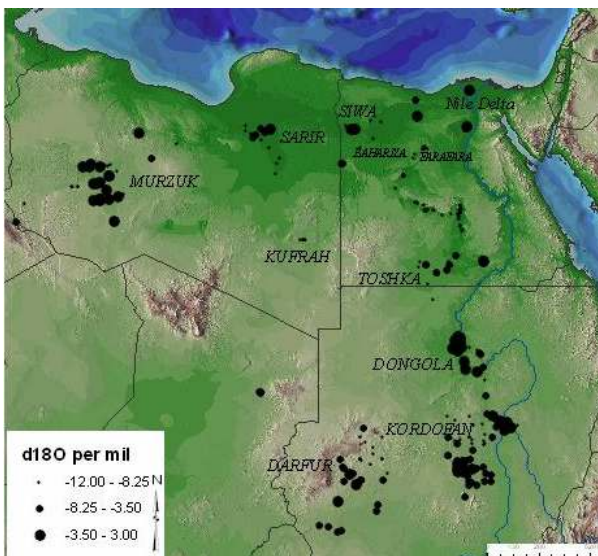 SIWA
Nile Delta
SARIR
BAHARIYA
FARAFARA
MURZUK
KUFRAH
TOSHKA
DONGOLA
KORDOFAN
DARFUR
d18O per mil
-12.00 - -8.25
N
-8.25 - -3.50
-3.50 - 3.00